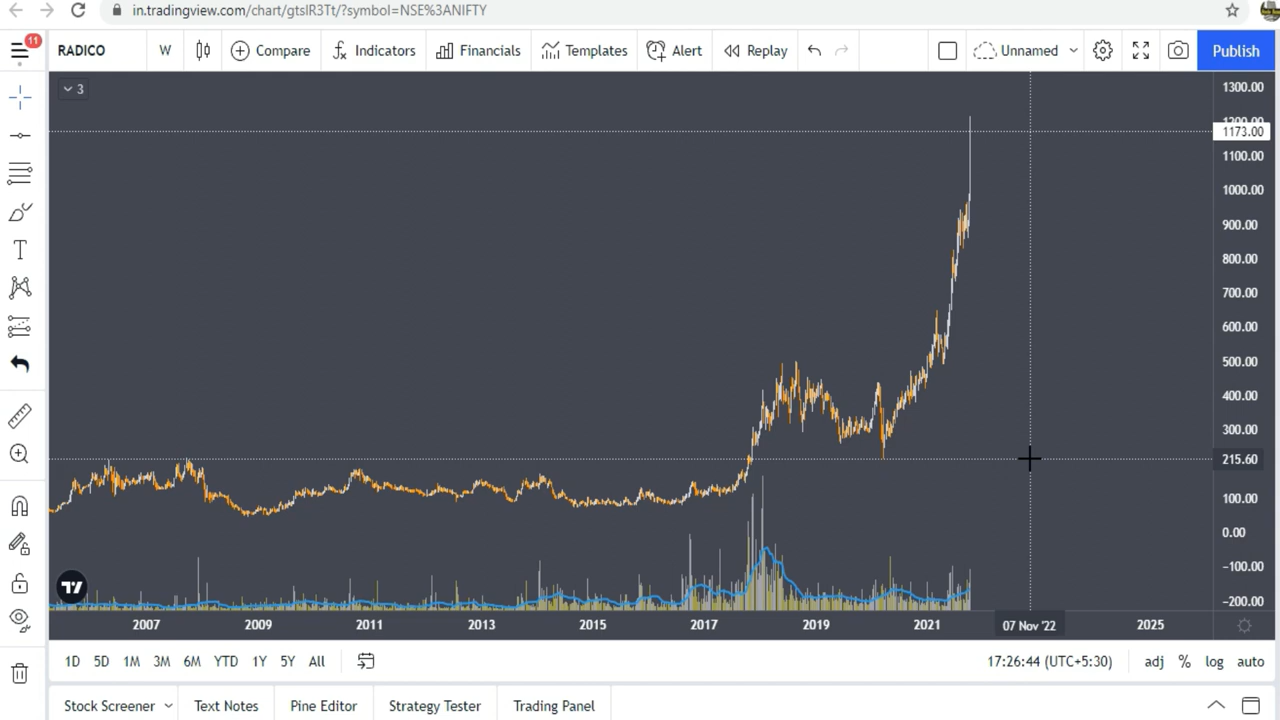 in.tradingview.com/chart/gtslR3Tt/?symbol=NSE%3ANIFTY
11
RADICO
W
Compare
Indicators
Financials
Templates
Alert
Replay
Unnamed
Publish
3
1300.00
1173.00
1100.00
1000.00
900.00
800.00
700.00
600.00
500.00
400.00
300.00
215.60
100.00
0.00
−100.00
−200.00
2007 2009 2011 2013 2015 2017 2019 2021 07 Nov '22 2025
1D 5D 1M 3M 6M YTD 1Y 5Y All
17:26:44 (UTC+5:30) adj % log auto
Stock Screener Text Notes Pine Editor Strategy Tester Trading Panel